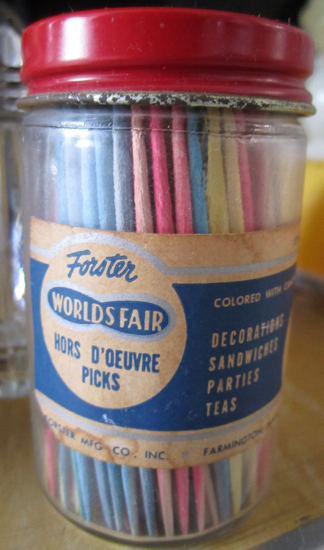 Forster
WORLDS FAIR
HORS D'OEUVRE
PICKS
COLORED WITH
DECORATIONS
SANDWICHES
PARTIES
TEAS
FORSTER MFG. CO., INC. • FARMINGTON,